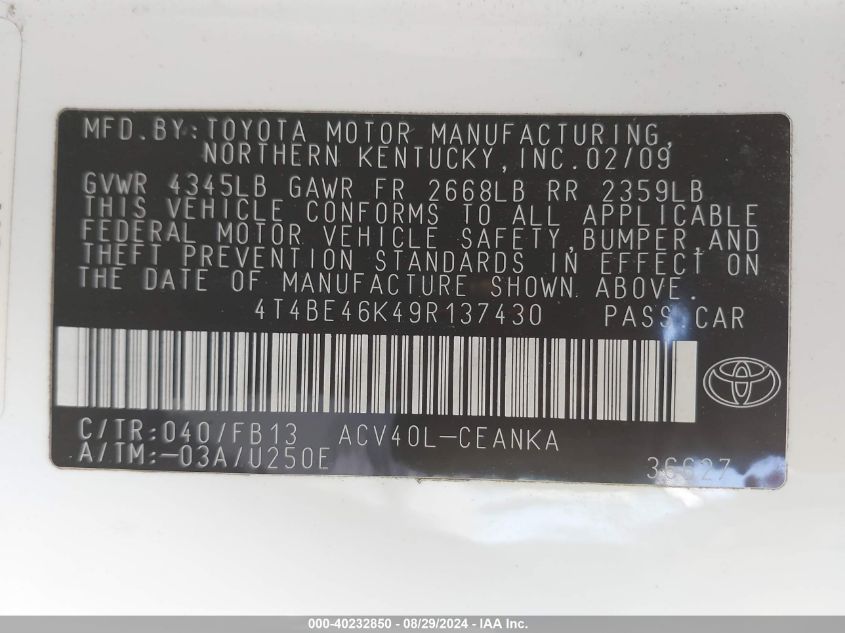 MFD.BY:TOYOTA MOTOR MANUFACTURING,
NORTHERN KENTUCKY,INC.02/09
GVWR 4345LB GAWR FR 2668LB RR 2359LB
THIS VEHICLE CONFORMS TO ALL APPLICABLE
FEDERAL MOTOR VEHICLE SAFETY,BUMPER,AND
THEFT PREVENTION STANDARDS IN EFFECT ON
THE DATE OF MANUFACTURE SHOWN ABOVE.
4T4BE46K49R137430 PASS.CAR
C/TR:040/FB13 ACV40L-CEANKA
A/TM:-03A/U250E
000-40232850 - 08/29/2024 - IAA Inc.